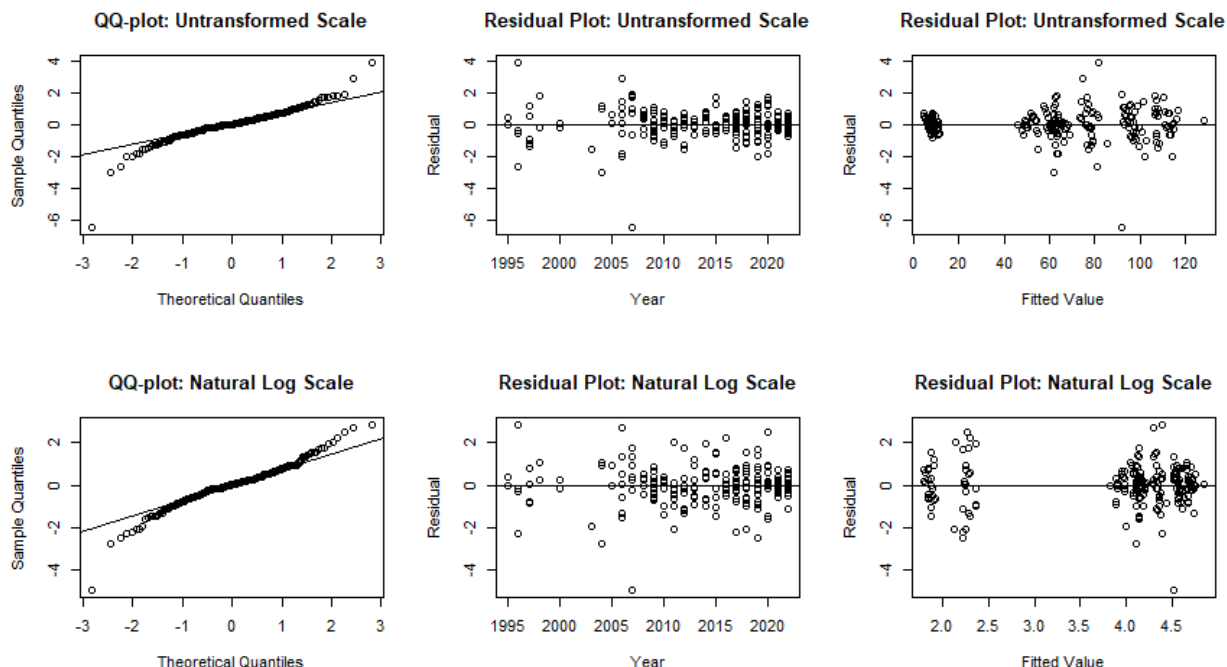 QQ-plot: Untransformed Scale
Sample Quantiles
4
2
0
-2
-4
-6
-3 -2 -1 0 1 2 3
Theoretical Quantiles
Residual Plot: Untransformed Scale
Residual
4
2
0
-2
-4
-6
1995 2000 2005 2010 2015 2020
Year
Residual Plot: Untransformed Scale
Residual
4
2
0
-2
-4
-6
0 20 40 60 80 100 120
Fitted Value
QQ-plot: Natural Log Scale
Sample Quantiles
2
0
-2
-4
-3 -2 -1 0 1 2 3
Theoretical Quantiles
Residual Plot: Natural Log Scale
Residual
2
0
-2
-4
1995 2000 2005 2010 2015 2020
Year
Residual Plot: Natural Log Scale
Residual
2
0
-2
-4
2.0 2.5 3.0 3.5 4.0 4.5
Fitted Value